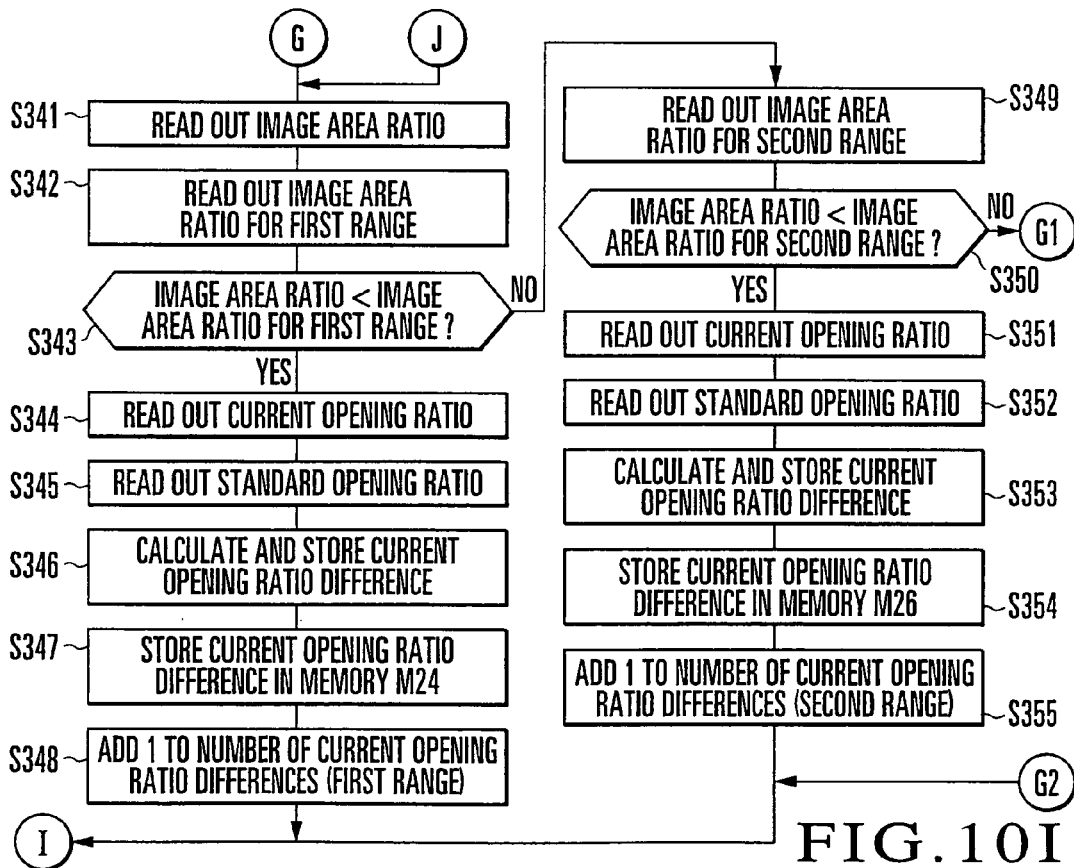 G
J
S341
READ OUT IMAGE AREA RATIO
S342
READ OUT IMAGE AREA
RATIO FOR FIRST RANGE
IMAGE AREA RATIO < IMAGE
AREA RATIO FOR FIRST RANGE ?
NO
S343
YES
S344
READ OUT CURRENT OPENING RATIO
S345
READ OUT STANDARD OPENING RATIO
S346
CALCULATE AND STORE CURRENT
OPENING RATIO DIFFERENCE
S347
STORE CURRENT OPENING RATIO
DIFFERENCE IN MEMORY M24
S348
ADD 1 TO NUMBER OF CURRENT OPENING
RATIO DIFFERENCES (FIRST RANGE)
I
S349
READ OUT IMAGE AREA
RATIO FOR SECOND RANGE
IMAGE AREA RATIO < IMAGE
AREA RATIO FOR SECOND RANGE ?
NO
G1
S350
YES
READ OUT CURRENT OPENING RATIO
S351
READ OUT STANDARD OPENING RATIO
S352
CALCULATE AND STORE CURRENT
OPENING RATIO DIFFERENCE
S353
STORE CURRENT OPENING RATIO
DIFFERENCE IN MEMORY M26
S354
ADD 1 TO NUMBER OF CURRENT OPENING
RATIO DIFFERENCES (SECOND RANGE)
S355
G2
FIG. 10I